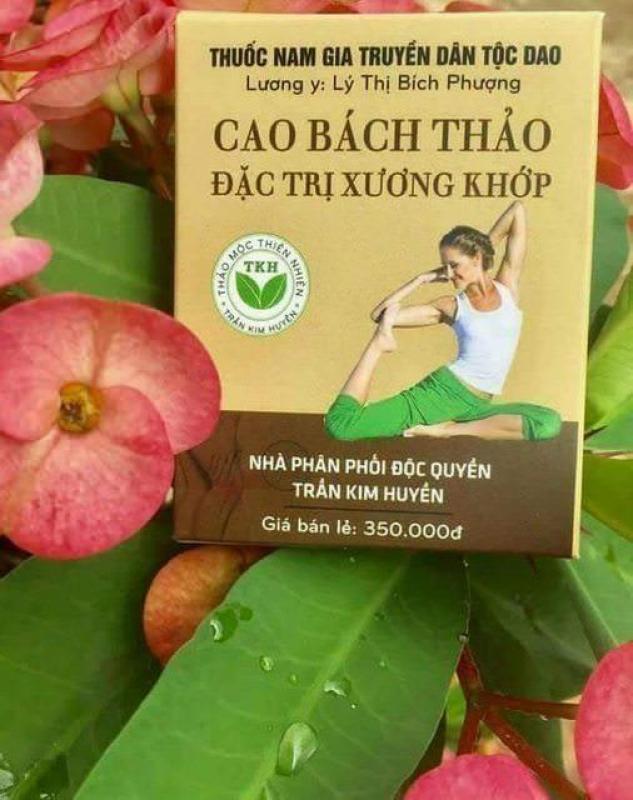 THUỐC NAM GIA TRUYỀN DÂN TỘC DAO
Lương y: Lý Thị Bích Phượng
CAO BÁCH THẢO
ĐẶC TRỊ XƯƠNG KHỚP
THẢO MỘC THIÊN NHIÊN
TKH
TRẦN KIM HUYỀN
NHÀ PHÂN PHỐI ĐỘC QUYỀN
TRẦN KIM HUYỀN
Giá bán lẻ: 350.000đ